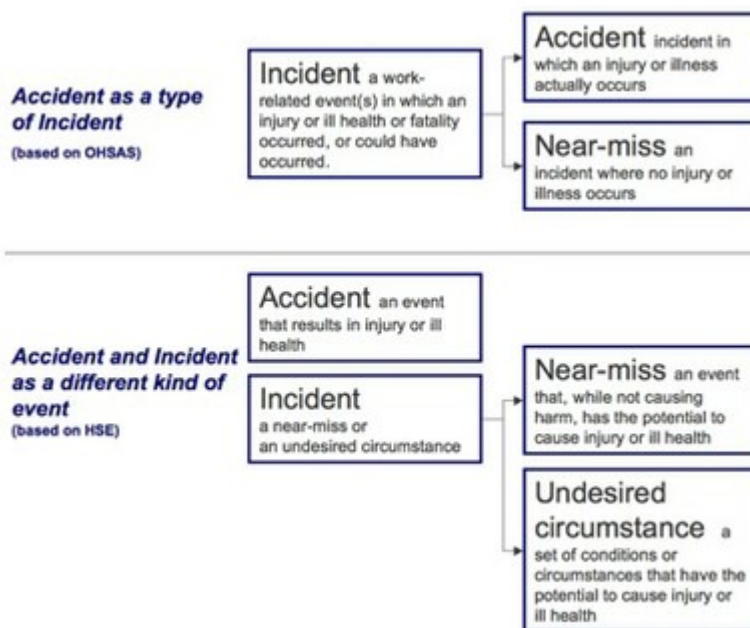 Accident as a type
of Incident
(based on OHSAS)
Incident a work-
related event(s) in which an
injury or ill health or fatality
occurred, or could have
occurred.
Accident incident in
which an injury or illness
actually occurs
Near-miss an
incident where no injury or
illness occurs
Accident and Incident
as a different kind of
event
(based on HSE)
Accident an event
that results in injury or ill
health
Incident
a near-miss or
an undesired circumstance
Near-miss an event
that, while not causing
harm, has the potential to
cause injury or ill health
Undesired
circumstance a
set of conditions or
circumstances that have the
potential to cause injury or
ill health